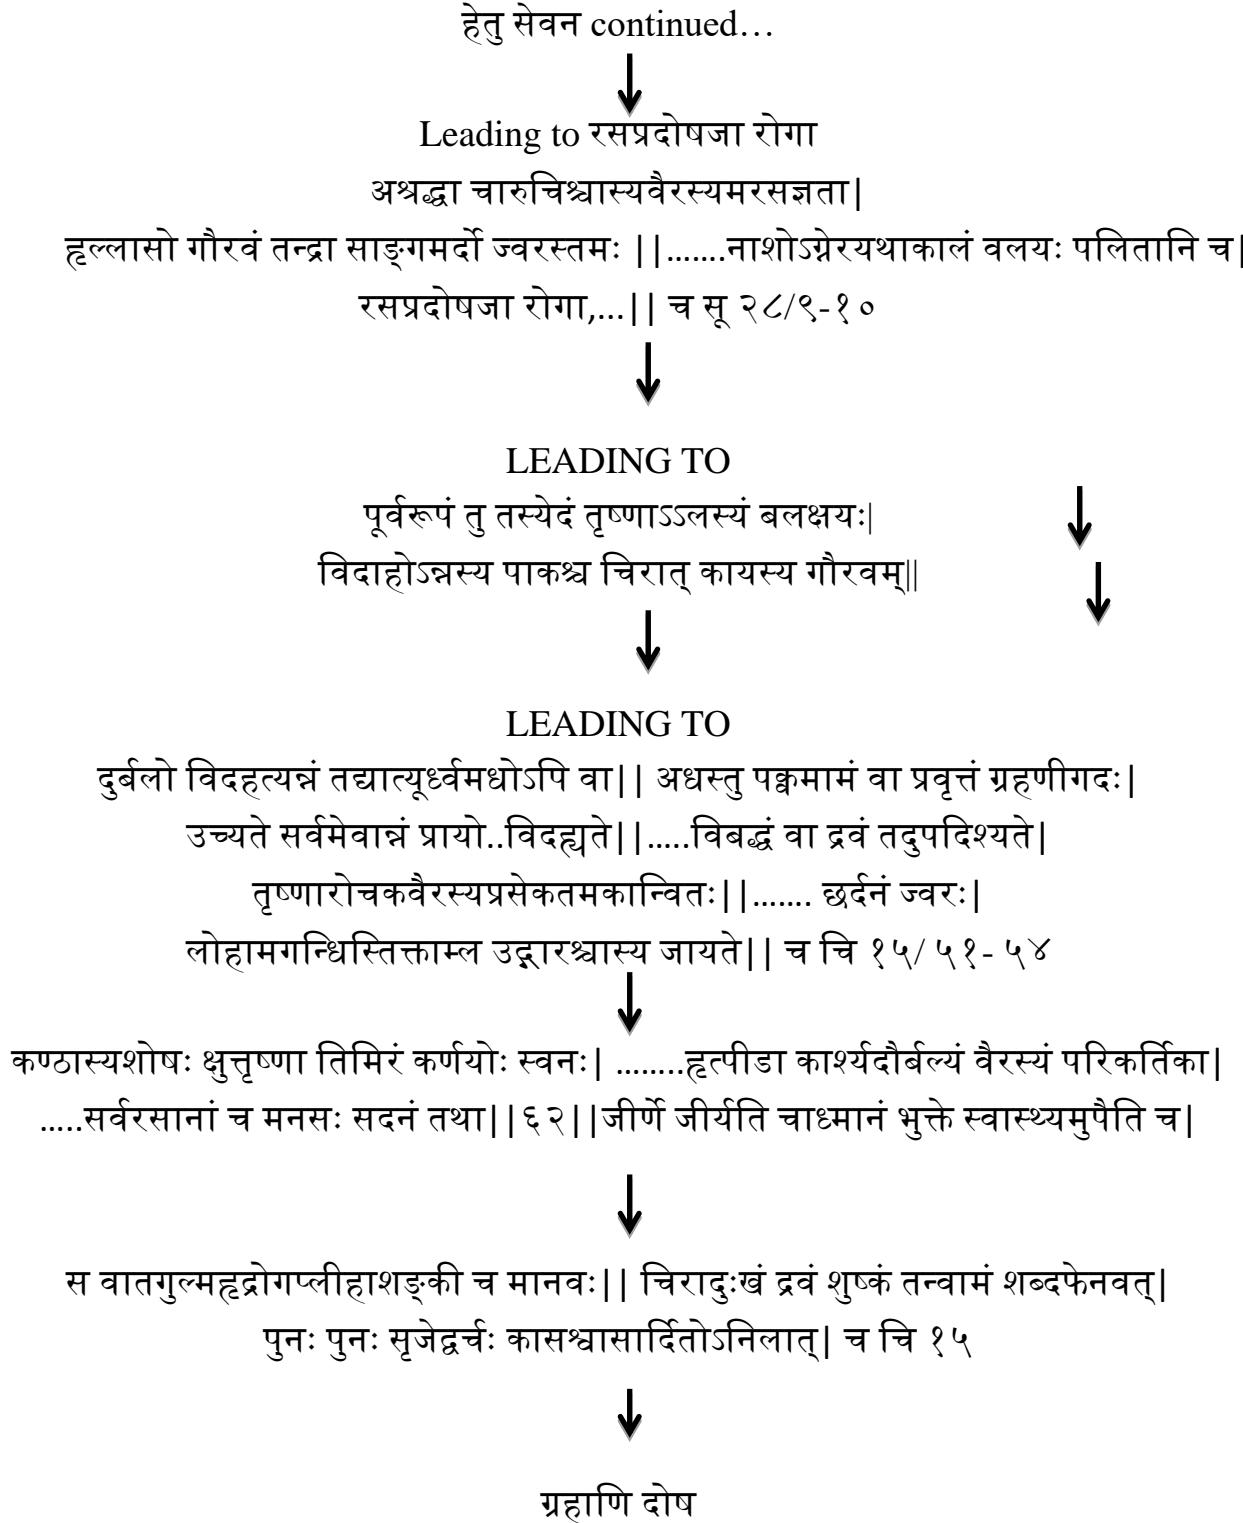 हेतु सेवन continued…
Leading to रसप्रदोषजा रोगा
अश्रद्धा चारुचिश्चास्यवैरस्यमरसज्ञता|
हृल्लासो गौरवं तन्द्रा साङ्गमर्दो ज्वरस्तमः ||.......नाशोऽग्नेरयथाकालं वलयः पलितानि च|
रसप्रदोषजा रोगा,...|| च सू २८/९-१०
LEADING TO
पूर्वरूपं तु तस्येदं तृष्णाऽऽलस्यं बलक्षयः|
विदाहोऽन्नस्य पाकश्च चिरात् कायस्य गौरवम्||
LEADING TO
दुर्बलो विदहत्यन्नं तद्यात्यूर्ध्वमधोऽपि वा|| अधस्तु पक्वमामं वा प्रवृत्तं ग्रहणीगदः|
उच्यते सर्वमेवान्नं प्रायो..विदह्यते||.....विबद्धं वा द्रवं तदुपदिश्यते|
तृष्णारोचकवैरस्यप्रसेकतमकान्वितः||....... छर्दनं ज्वरः|
लोहामगन्धिस्तिक्ताम्ल उद्गारश्चास्य जायते|| च चि १५/ ५१- ५४
कण्ठास्यशोषः क्षुत्तृष्णा तिमिरं कर्णयोः स्वनः| ........हृत्पीडा कार्श्यदौर्बल्यं वैरस्यं परिकर्तिका|
.....सर्वरसानां च मनसः सदनं तथा||६२||जीर्णे जीर्यति चाध्मानं भुक्ते स्वास्थ्यमुपैति च|
स वातगुल्महृद्रोगप्लीहाशङ्की च मानवः|| चिरादुःखं द्रवं शुष्कं तन्वामं शब्दफेनवत्|
पुनः पुनः सृजेद्वर्चः कासश्वासार्दितोऽनिलात्| च चि १५
ग्रहाणि दोष